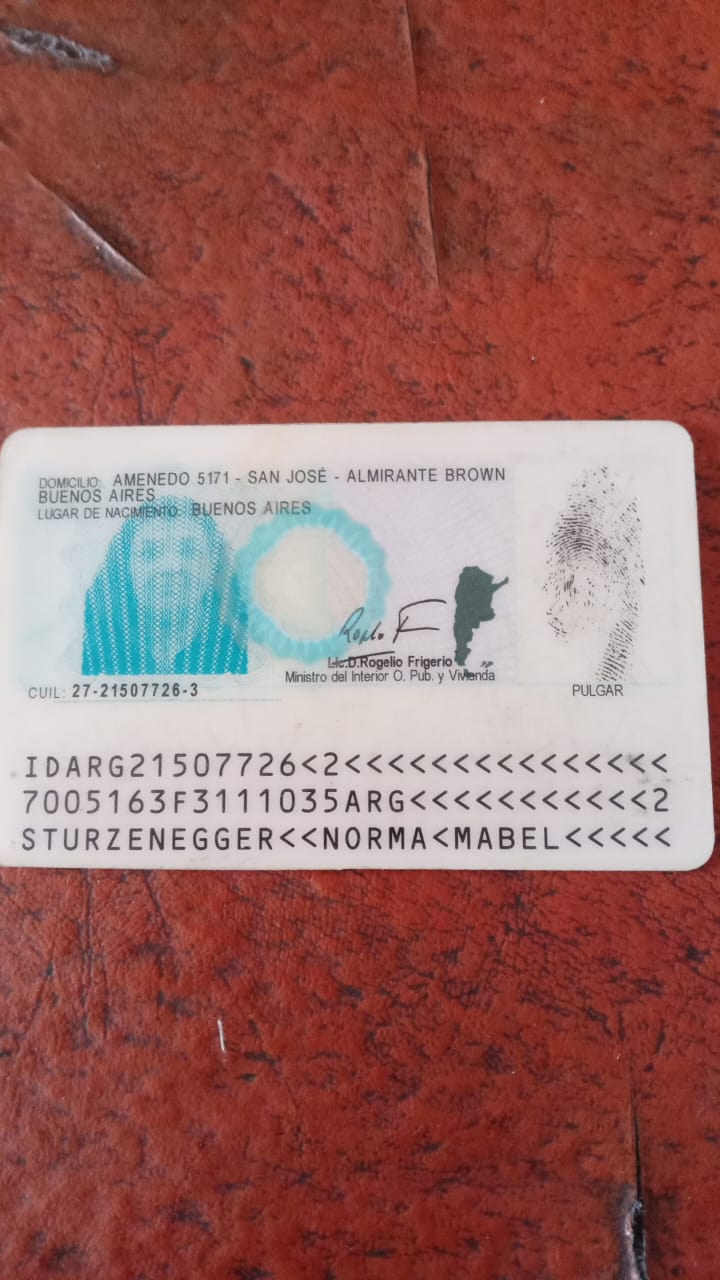 DOMICILIO: AMENEDO 5171 - SAN JOSÉ - ALMIRANTE BROWN
BUENOS AIRES
LUGAR DE NACIMIENTO: BUENOS AIRES
Lic.D.Rogelio Frigerio
Ministro del Interior O. Pub. y Vivienda
CUIL: 27-21507726-3
PULGAR
IDARG21507726<2<<<<<<<<<<<<<<<
7005163F3111035ARG<<<<<<<<<<<2
STURZENEGGER<<NORMA<MABEL<<<<<